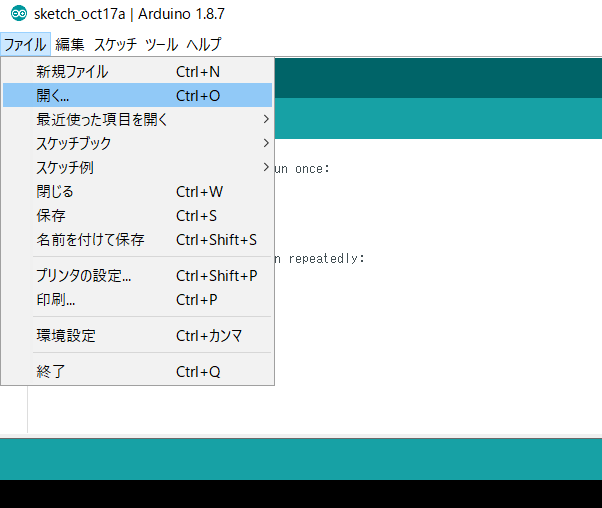 sketch_oct17a | Arduino 1.8.7
ファイル 編集 スケッチ ツール ヘルプ
新規ファイル Ctrl+N
開く... Ctrl+O
最近使った項目を開く
スケッチブック
スケッチ例
un once:
閉じる Ctrl+W
保存 Ctrl+S
名前を付けて保存 Ctrl+Shift+S
n repeatedly:
プリンタの設定... Ctrl+Shift+P
印刷... Ctrl+P
環境設定 Ctrl+カンマ
終了 Ctrl+Q